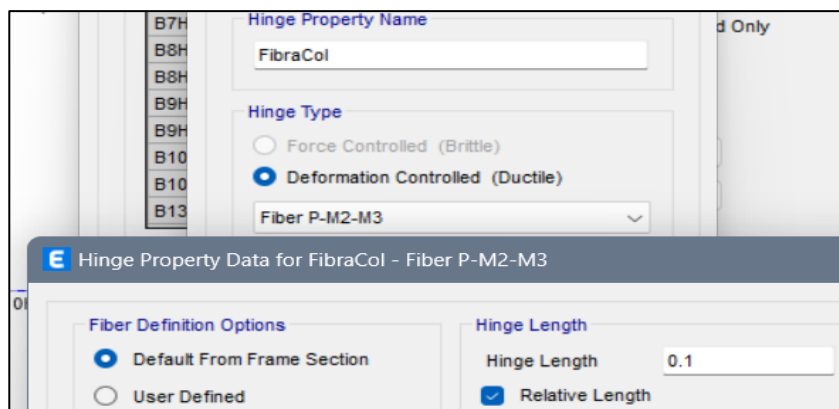 B7H
Hinge Property Name
d Only
B8H
FibraCol
B8H
B9H
Hinge Type
B9H
Force Controlled (Brittle)
B10
Deformation Controlled (Ductile)
B10
B13
Fiber P-M2-M3
E Hinge Property Data for FibraCol - Fiber P-M2-M3
Fiber Definition Options
Hinge Length
Default From Frame Section
Hinge Length 0.1
User Defined
Relative Length